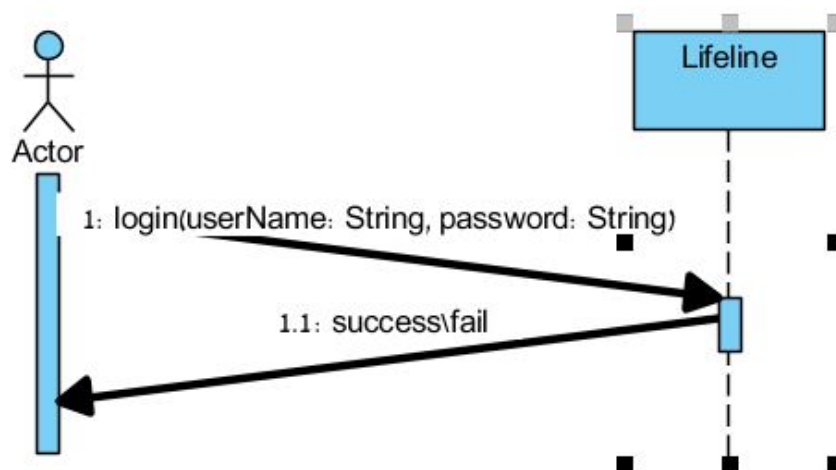 Lifeline
Actor
1: login(userName: String, password: String)
1.1: success\fail